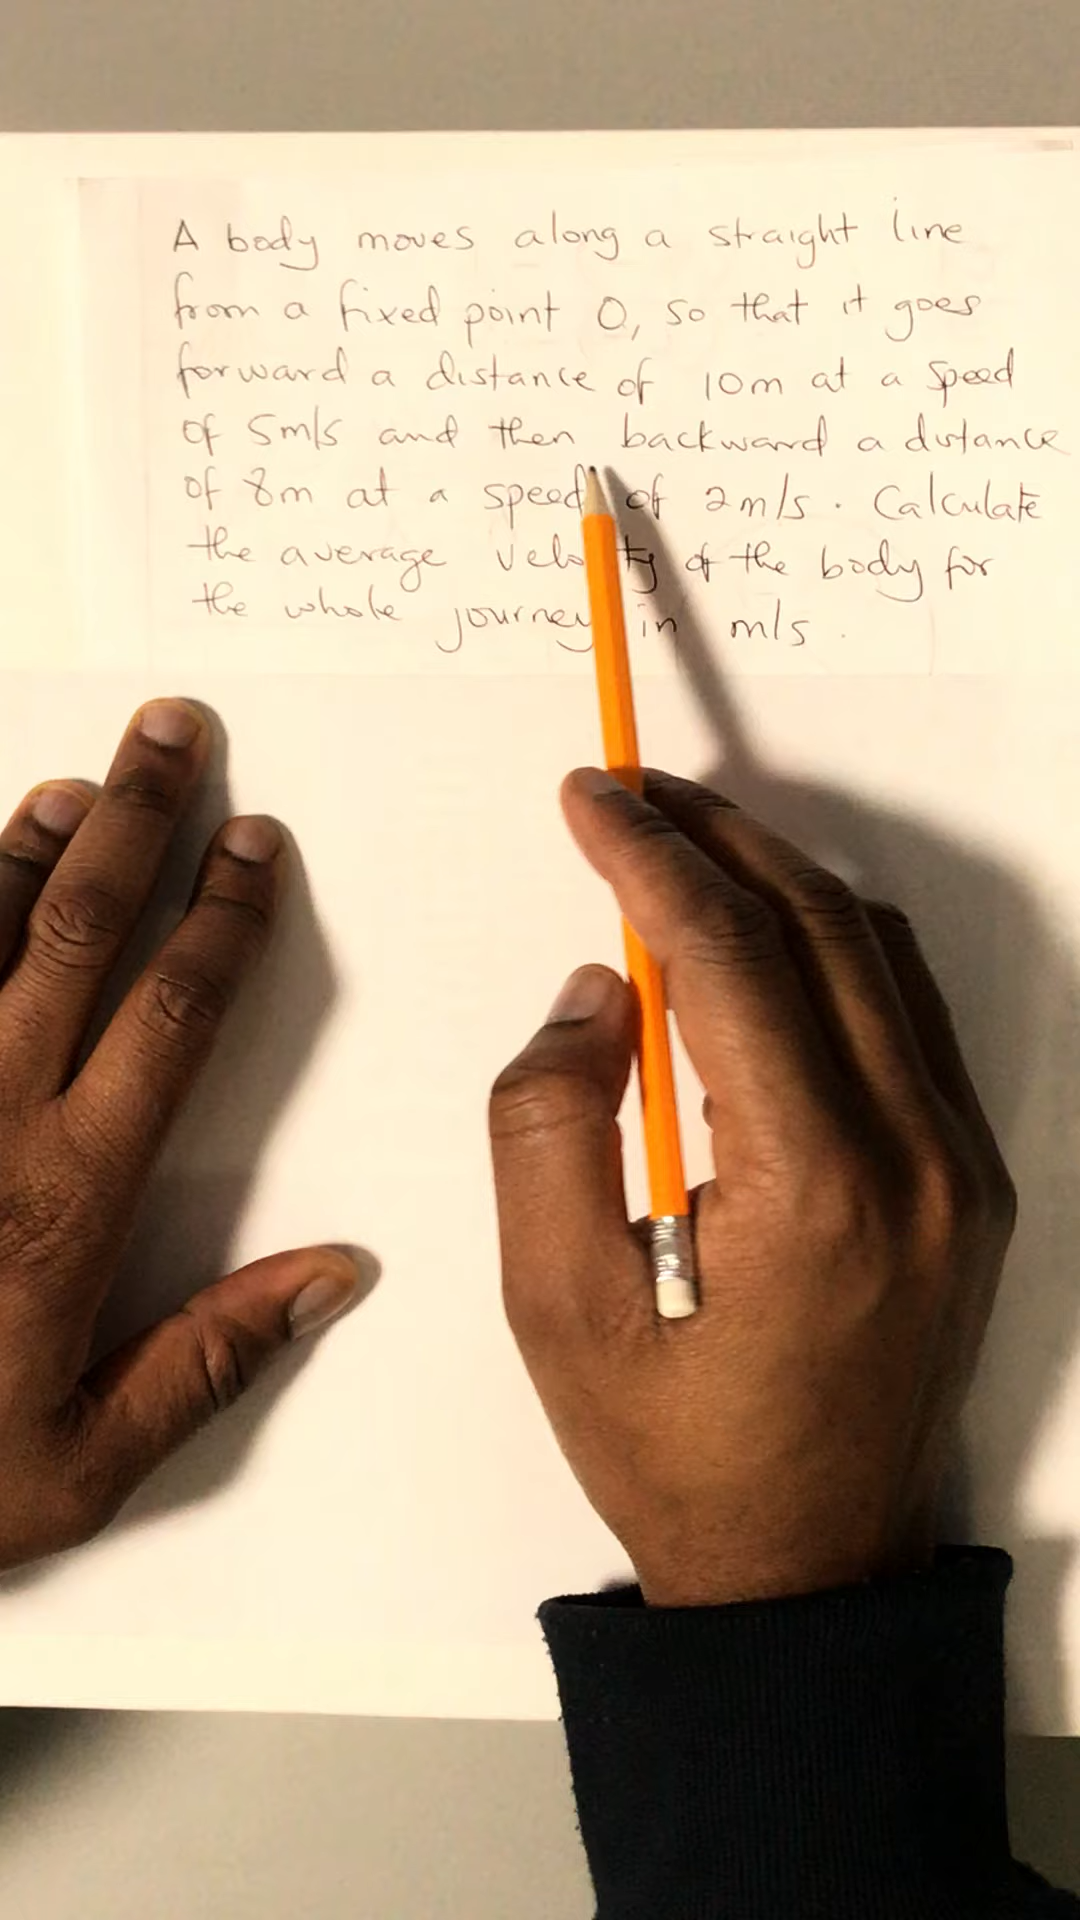 A body moves along a straight line
from a fixed point O, so that it goes
forward a distance of 10m at a speed
of 5m/s and then backward a distance
of 8m at a speed of 2m/s. Calculate
the average of the body for
the whole journey in m/s.